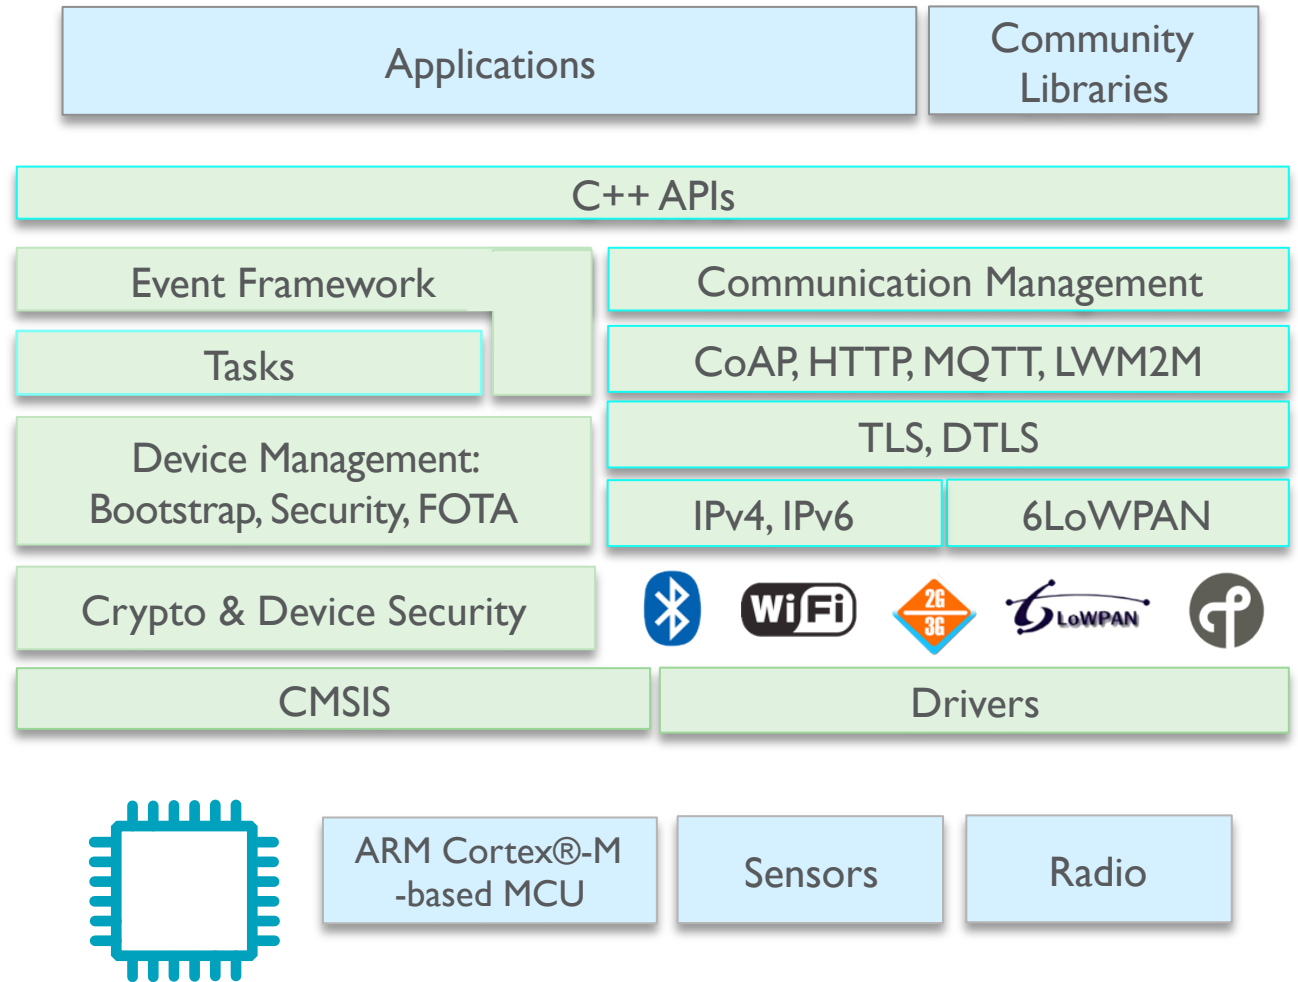 Applications
Community
Libraries
C++ APIs
Event Framework
Communication Management
Tasks
CoAP, HTTP, MQTT, LWM2M
TLS, DTLS
Device Management:
Bootstrap, Security, FOTA
IPv4, IPv6
6LoWPAN
Crypto & Device Security
WiFi
2G
3G
6LoWPAN
CMSIS
Drivers
ARM Cortex®-M
-based MCU
Sensors
Radio